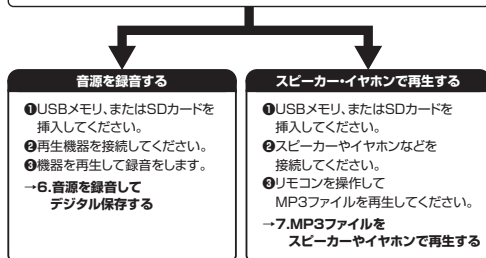 音源を録音する
❶USBメモリ、またはSDカードを
挿入してください。
❷再生機器を接続してください。
❸機器を再生して録音をします。
→6.音源を録音して
デジタル保存する
スピーカー・イヤホンで再生する
❶USBメモリ、またはSDカードを
挿入してください。
❷スピーカーやイヤホンなどを
接続してください。
❸リモコンを操作して
MP3ファイルを再生してください。
→7.MP3ファイルを
スピーカーやイヤホンで再生する